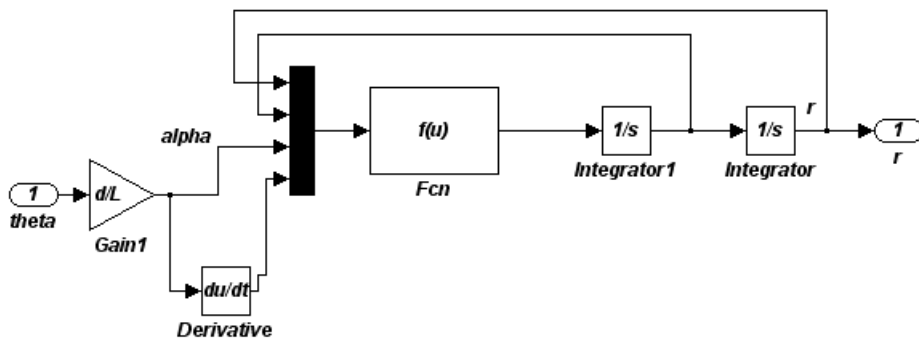 alpha
1
theta
d/L
Gain1
du/dt
Derivative
f(u)
Fcn
1/s
Integrator1
1/s
Integrator
r
1
r